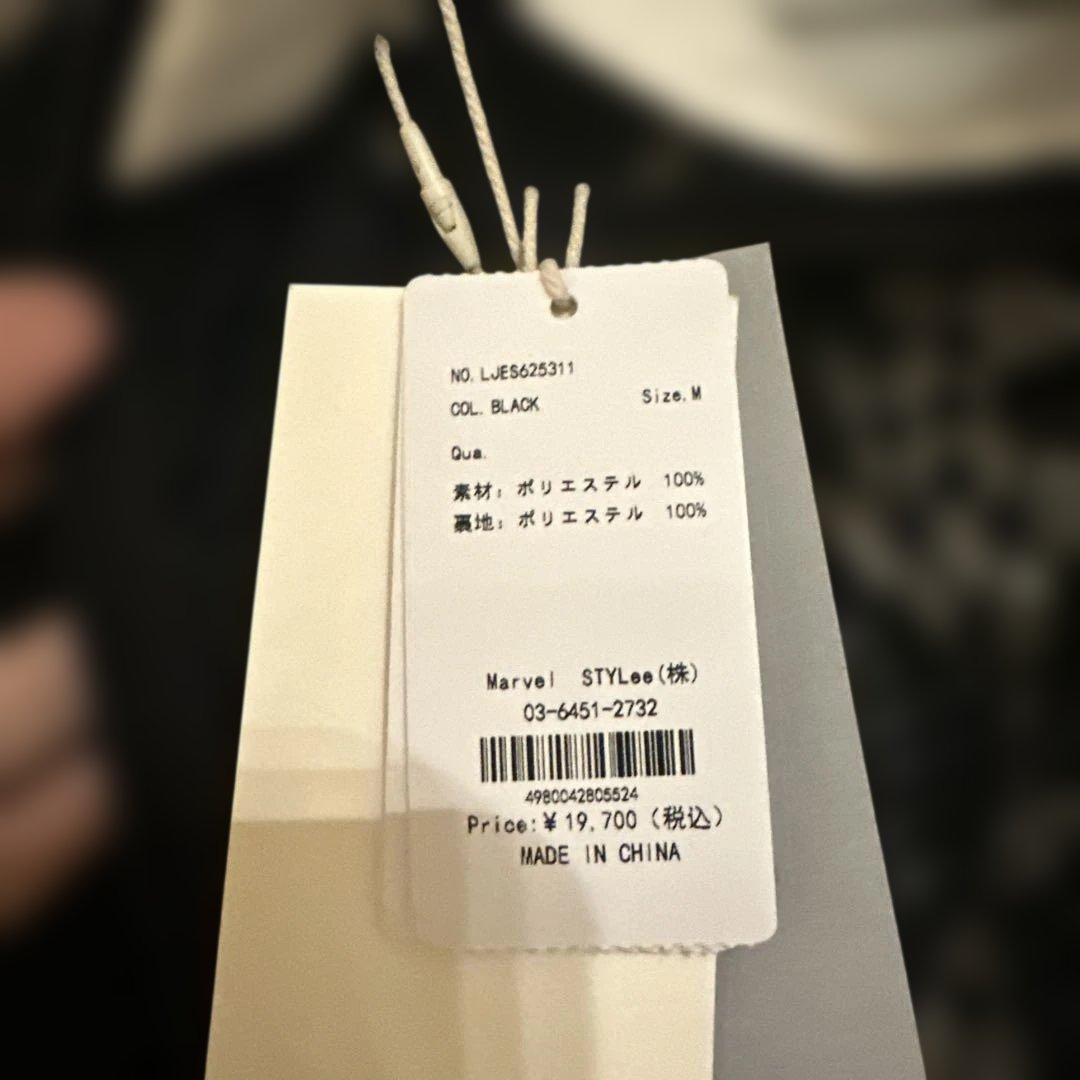 NO. LJES625311
COL. BLACK Size. M
Qua.
素材: ポリエステル 100%
裏地: ポリエステル 100%
Marvel STYLee(株)
03-6451-2732
4980042805524
Price:¥19,700 (税込)
MADE IN CHINA